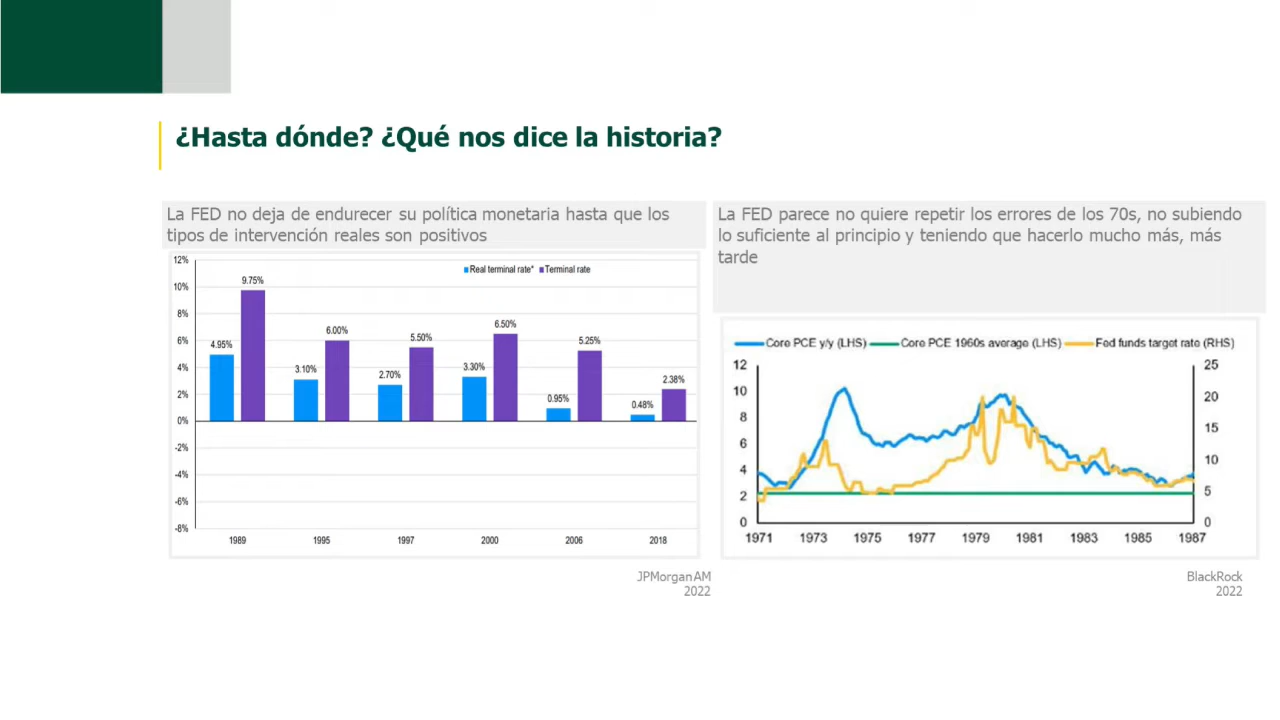 ¿Hasta dónde? ¿Qué nos dice la historia?
La FED no deja de endurecer su política monetaria hasta que los
tipos de intervención reales son positivos
12%
10%
8%
6%
4%
2%
0%
-2%
-4%
-6%
-8%
Real terminal rate* Terminal rate
4.95% 9.75%
3.10% 6.00%
2.70% 5.50%
3.30% 6.50%
0.95% 5.25%
0.48% 2.38%
1989 1995 1997 2000 2006 2018
JPMorganAM
2022
La FED parece no quiere repetir los errores de los 70s, no subiendo
lo suficiente al principio y teniendo que hacerlo mucho más, más
tarde
Core PCE y/y (LHS) Core PCE 1960s average (LHS) Fed funds target rate (RHS)
12 25
10 20
8 15
6 10
4 5
2 0
0
1971 1973 1975 1977 1979 1981 1983 1985 1987
BlackRock
2022